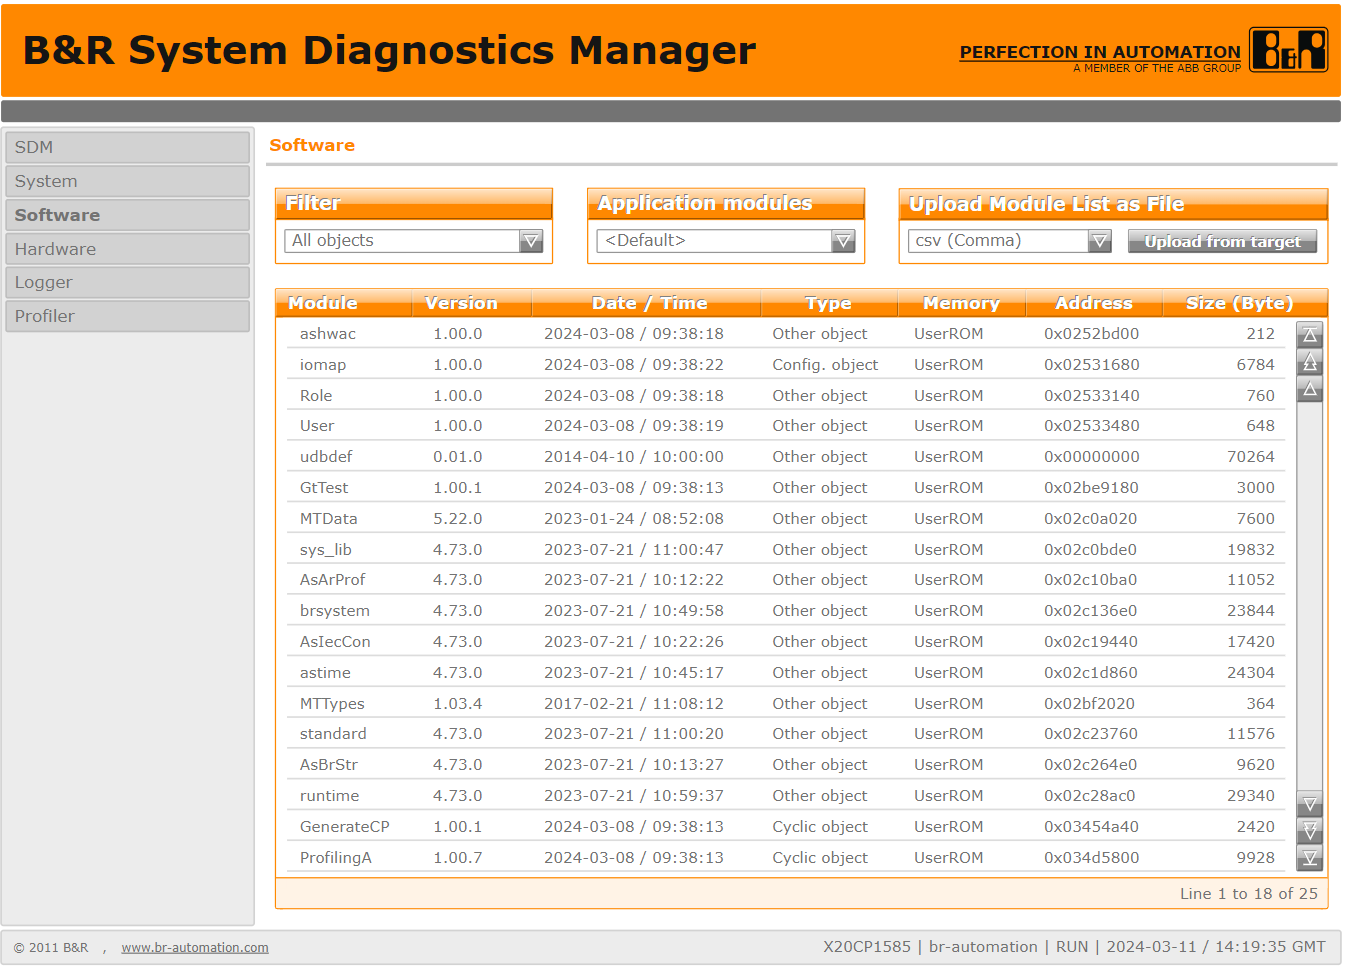 B&R System Diagnostics Manager
PERFECTION IN AUTOMATION
A MEMBER OF THE ABB GROUP
B&R
SDM
System
Software
Hardware
Logger
Profiler
Software
Filter
All objects
Application modules
<Default>
Upload Module List as File
csv (Comma)
Upload from target
Module Version Date / Time Type Memory Address Size (Byte)
ashwac 1.00.0 2024-03-08 / 09:38:18 Other object UserROM 0x0252bd00 212
iomap 1.00.0 2024-03-08 / 09:38:22 Config. object UserROM 0x02531680 6784
Role 1.00.0 2024-03-08 / 09:38:18 Other object UserROM 0x02533140 760
User 1.00.0 2024-03-08 / 09:38:19 Other object UserROM 0x02533480 648
udbdef 0.01.0 2014-04-10 / 10:00:00 Other object UserROM 0x00000000 70264
GtTest 1.00.1 2024-03-08 / 09:38:13 Other object UserROM 0x02be9180 3000
MTData 5.22.0 2023-01-24 / 08:52:08 Other object UserROM 0x02c0a020 7600
sys_lib 4.73.0 2023-07-21 / 11:00:47 Other object UserROM 0x02c0bde0 19832
AsArProf 4.73.0 2023-07-21 / 10:12:22 Other object UserROM 0x02c10ba0 11052
brsystem 4.73.0 2023-07-21 / 10:49:58 Other object UserROM 0x02c136e0 23844
AsIecCon 4.73.0 2023-07-21 / 10:22:26 Other object UserROM 0x02c19440 17420
astime 4.73.0 2023-07-21 / 10:45:17 Other object UserROM 0x02c1d860 24304
MTTypes 1.03.4 2017-02-21 / 11:08:12 Other object UserROM 0x02bf2020 364
standard 4.73.0 2023-07-21 / 11:00:20 Other object UserROM 0x02c23760 11576
AsBrStr 4.73.0 2023-07-21 / 10:13:27 Other object UserROM 0x02c264e0 9620
runtime 4.73.0 2023-07-21 / 10:59:37 Other object UserROM 0x02c28ac0 29340
GenerateCP 1.00.1 2024-03-08 / 09:38:13 Cyclic object UserROM 0x03454a40 2420
ProfilingA 1.00.7 2024-03-08 / 09:38:13 Cyclic object UserROM 0x034d5800 9928
Line 1 to 18 of 25
© 2011 B&R , www.br-automation.com
X20CP1585 | br-automation | RUN | 2024-03-11 / 14:19:35 GMT